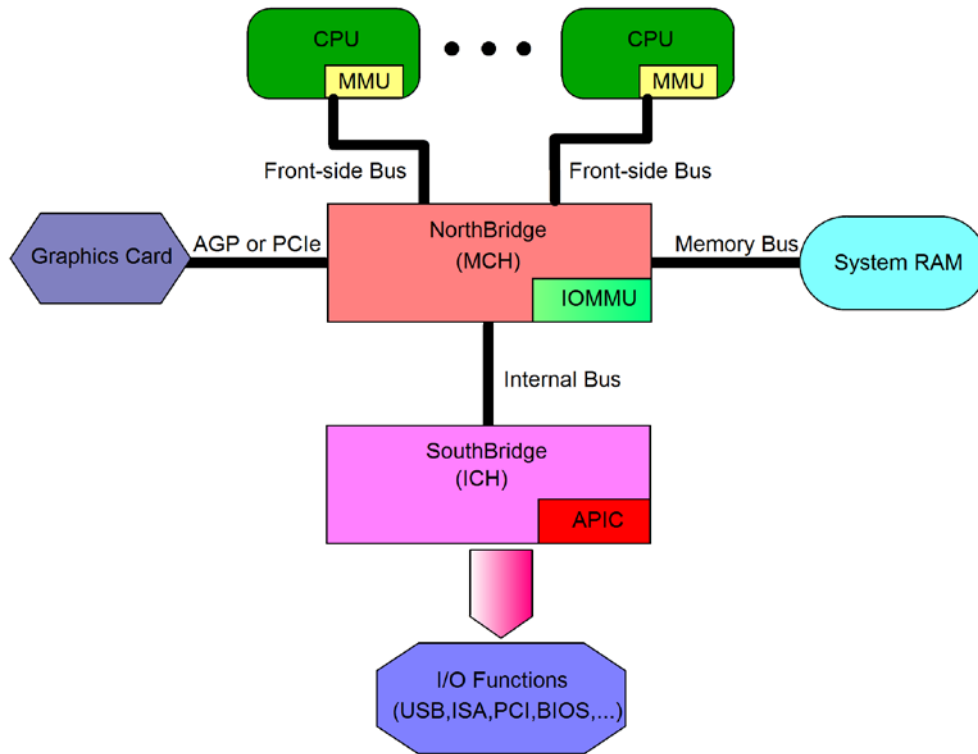 CPU
CPU
MMU
MMU
Front-side Bus
Front-side Bus
Graphics Card
AGP or PCIe
NorthBridge
(MCH)
IOMMU
Memory Bus
System RAM
Internal Bus
SouthBridge
(ICH)
APIC
I/O Functions
(USB,ISA,PCI,BIOS,...)